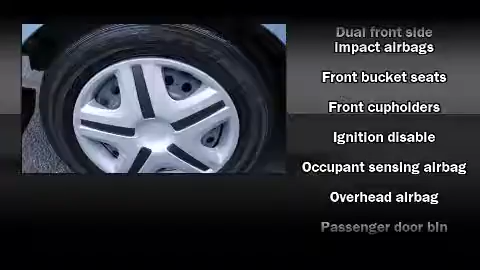 Dual front side
impact airbags
Front bucket seats
Front cupholders
Ignition disable
Occupant sensing airbag
Overhead airbag
Passenger door bin